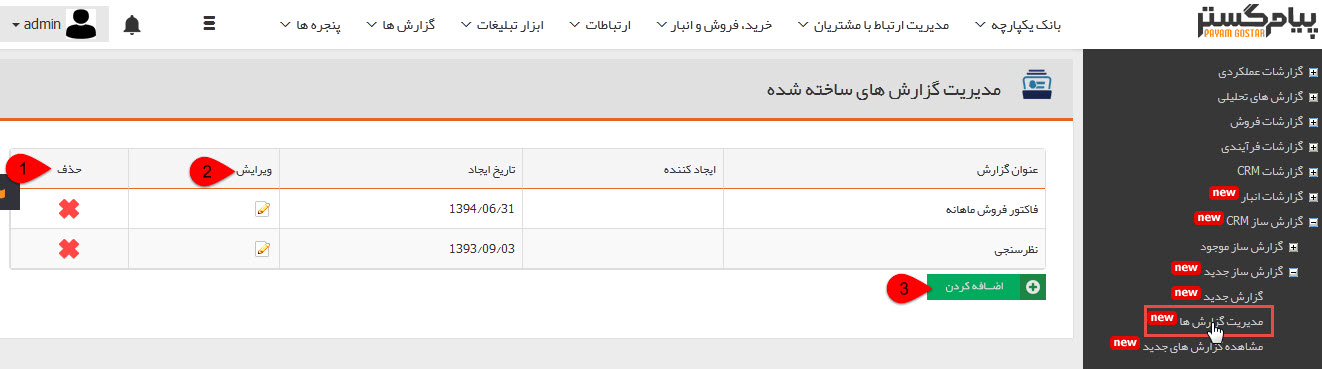 پیام‌گستر
PAYAM GOSTAR
بانک یکپارچه
مدیریت ارتباط با مشتریان
خرید، فروش و انبار
ارتباطات
ابزار تبلیغات
گزارش ها
پنجره ها
admin
گزارشات عملکردی
گزارش های تحلیلی
گزارشات فروش
گزارشات فرآیندی
گزارشات CRM
گزارشات انبار new
گزارش ساز CRM new
گزارش ساز موجود
گزارش ساز جدید new
گزارش جدید new
مدیریت گزارش ها new
مشاهده گزارش های جدید new
مدیریت گزارش های ساخته شده
عنوان گزارش ایجاد کننده تاریخ ایجاد ویرایش 2 حذف 1
فاکتور فروش ماهانه 1394/06/31
نظرسنجی 1393/09/03
اضافه کردن 3